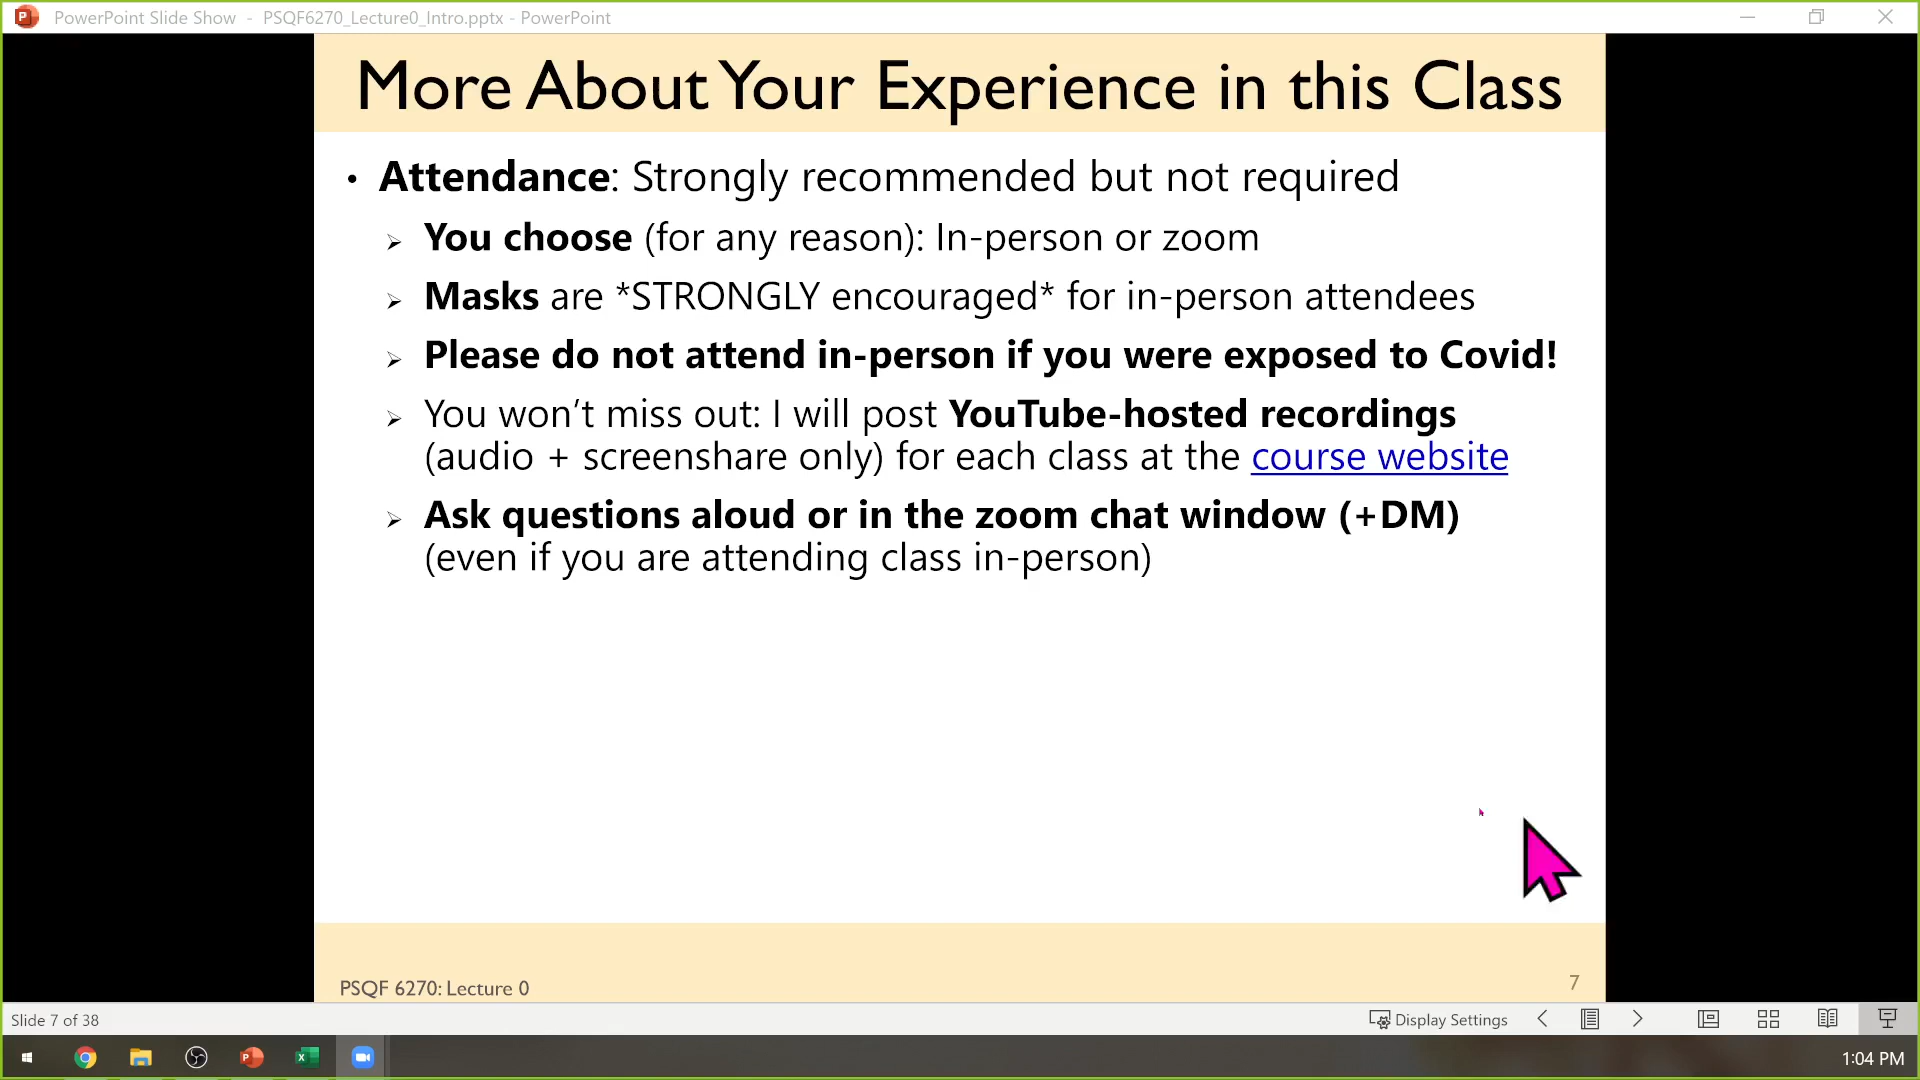 PowerPoint Slide Show - PSQF6270_Lecture0_Intro.pptx - PowerPoint
More About Your Experience in this Class
• Attendance: Strongly recommended but not required
➢ You choose (for any reason): In-person or zoom
➢ Masks are *STRONGLY encouraged* for in-person attendees
➢ Please do not attend in-person if you were exposed to Covid!
➢ You won’t miss out: I will post YouTube-hosted recordings
(audio + screenshare only) for each class at the course website
➢ Ask questions aloud or in the zoom chat window (+DM)
(even if you are attending class in-person)
PSQF 6270: Lecture 0
7
Slide 7 of 38
Display Settings
1:04 PM